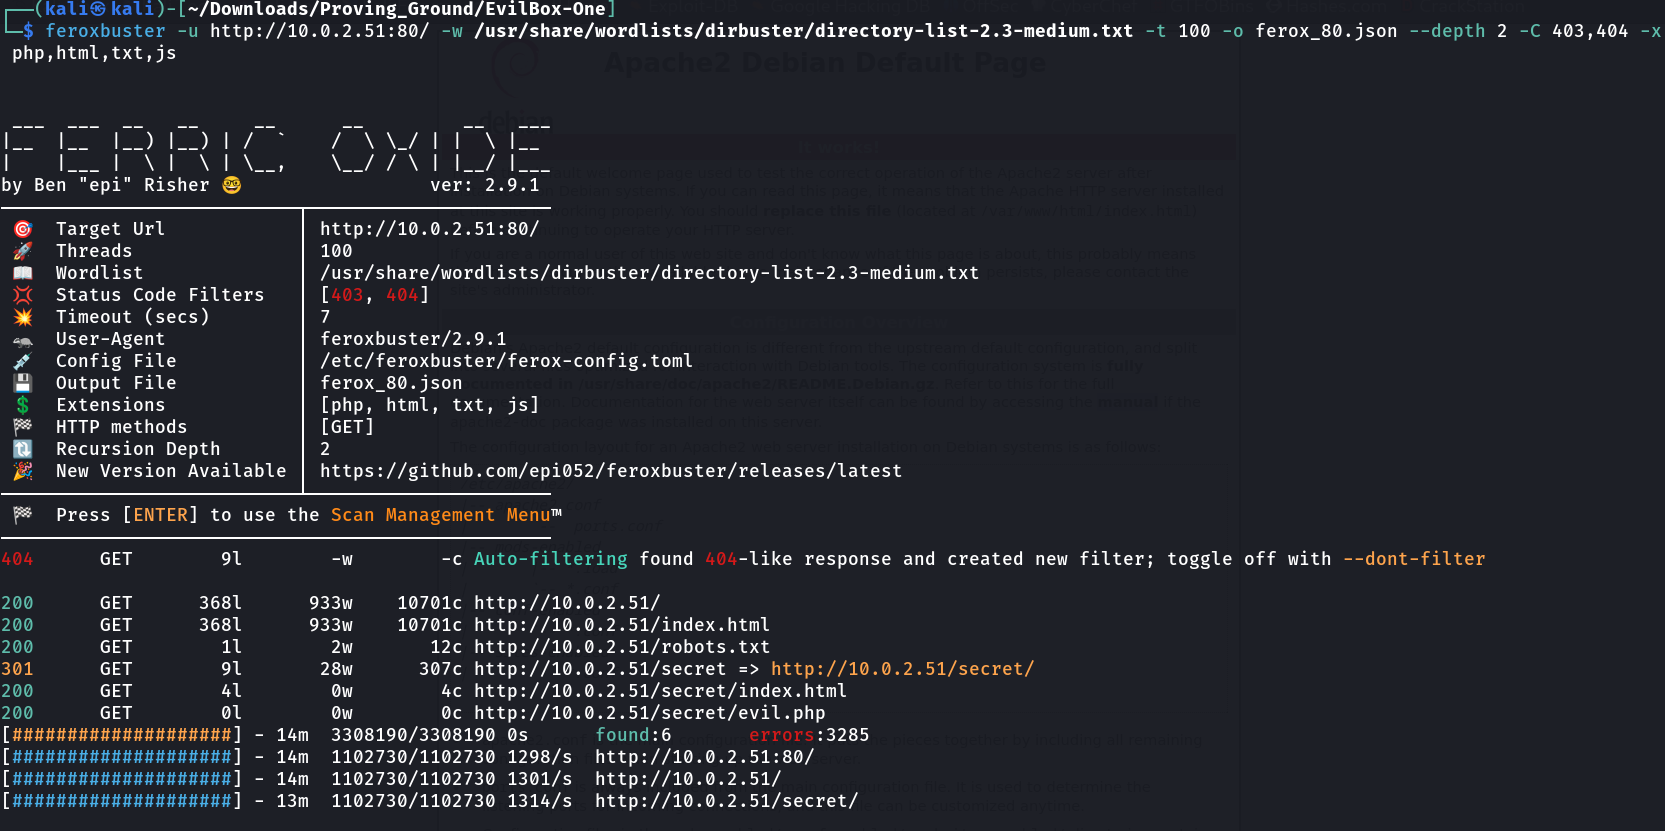 ┌──(kali㉿kali)-[~/Downloads/Proving_Ground/EvilBox-One]
└─$ feroxbuster -u http://10.0.2.51:80/ -w /usr/share/wordlists/dirbuster/directory-list-2.3-medium.txt -t 100 -o ferox_80.json --depth 2 -C 403,404 -x
php,html,txt,js
Apache2 Debian Default Page
by Ben "epi" Risher 🤓 ver: 2.9.1
🎯 Target Url │ http://10.0.2.51:80/
🚀 Threads │ 100
📖 Wordlist │ /usr/share/wordlists/dirbuster/directory-list-2.3-medium.txt
💢 Status Code Filters │ [403, 404]
💥 Timeout (secs) │ 7
🦡 User-Agent │ feroxbuster/2.9.1
💉 Config File │ /etc/feroxbuster/ferox-config.toml
💾 Output File │ ferox_80.json
💲 Extensions │ [php, html, txt, js]
🏁 HTTP methods │ [GET]
🔃 Recursion Depth │ 2
🎉 New Version Available │ https://github.com/epi052/feroxbuster/releases/latest
🏁 Press [ENTER] to use the Scan Management Menu™
404 GET 9l -w -c Auto-filtering found 404-like response and created new filter; toggle off with --dont-filter
200 GET 368l 933w 10701c http://10.0.2.51/
200 GET 368l 933w 10701c http://10.0.2.51/index.html
200 GET 1l 2w 12c http://10.0.2.51/robots.txt
301 GET 9l 28w 307c http://10.0.2.51/secret => http://10.0.2.51/secret/
200 GET 4l 0w 4c http://10.0.2.51/secret/index.html
200 GET 0l 0w 0c http://10.0.2.51/secret/evil.php
[####################] - 14m 3308190/3308190 0s found:6 errors:3285
[####################] - 14m 1102730/1102730 1298/s http://10.0.2.51:80/
[####################] - 14m 1102730/1102730 1301/s http://10.0.2.51/
[####################] - 13m 1102730/1102730 1314/s http://10.0.2.51/secret/